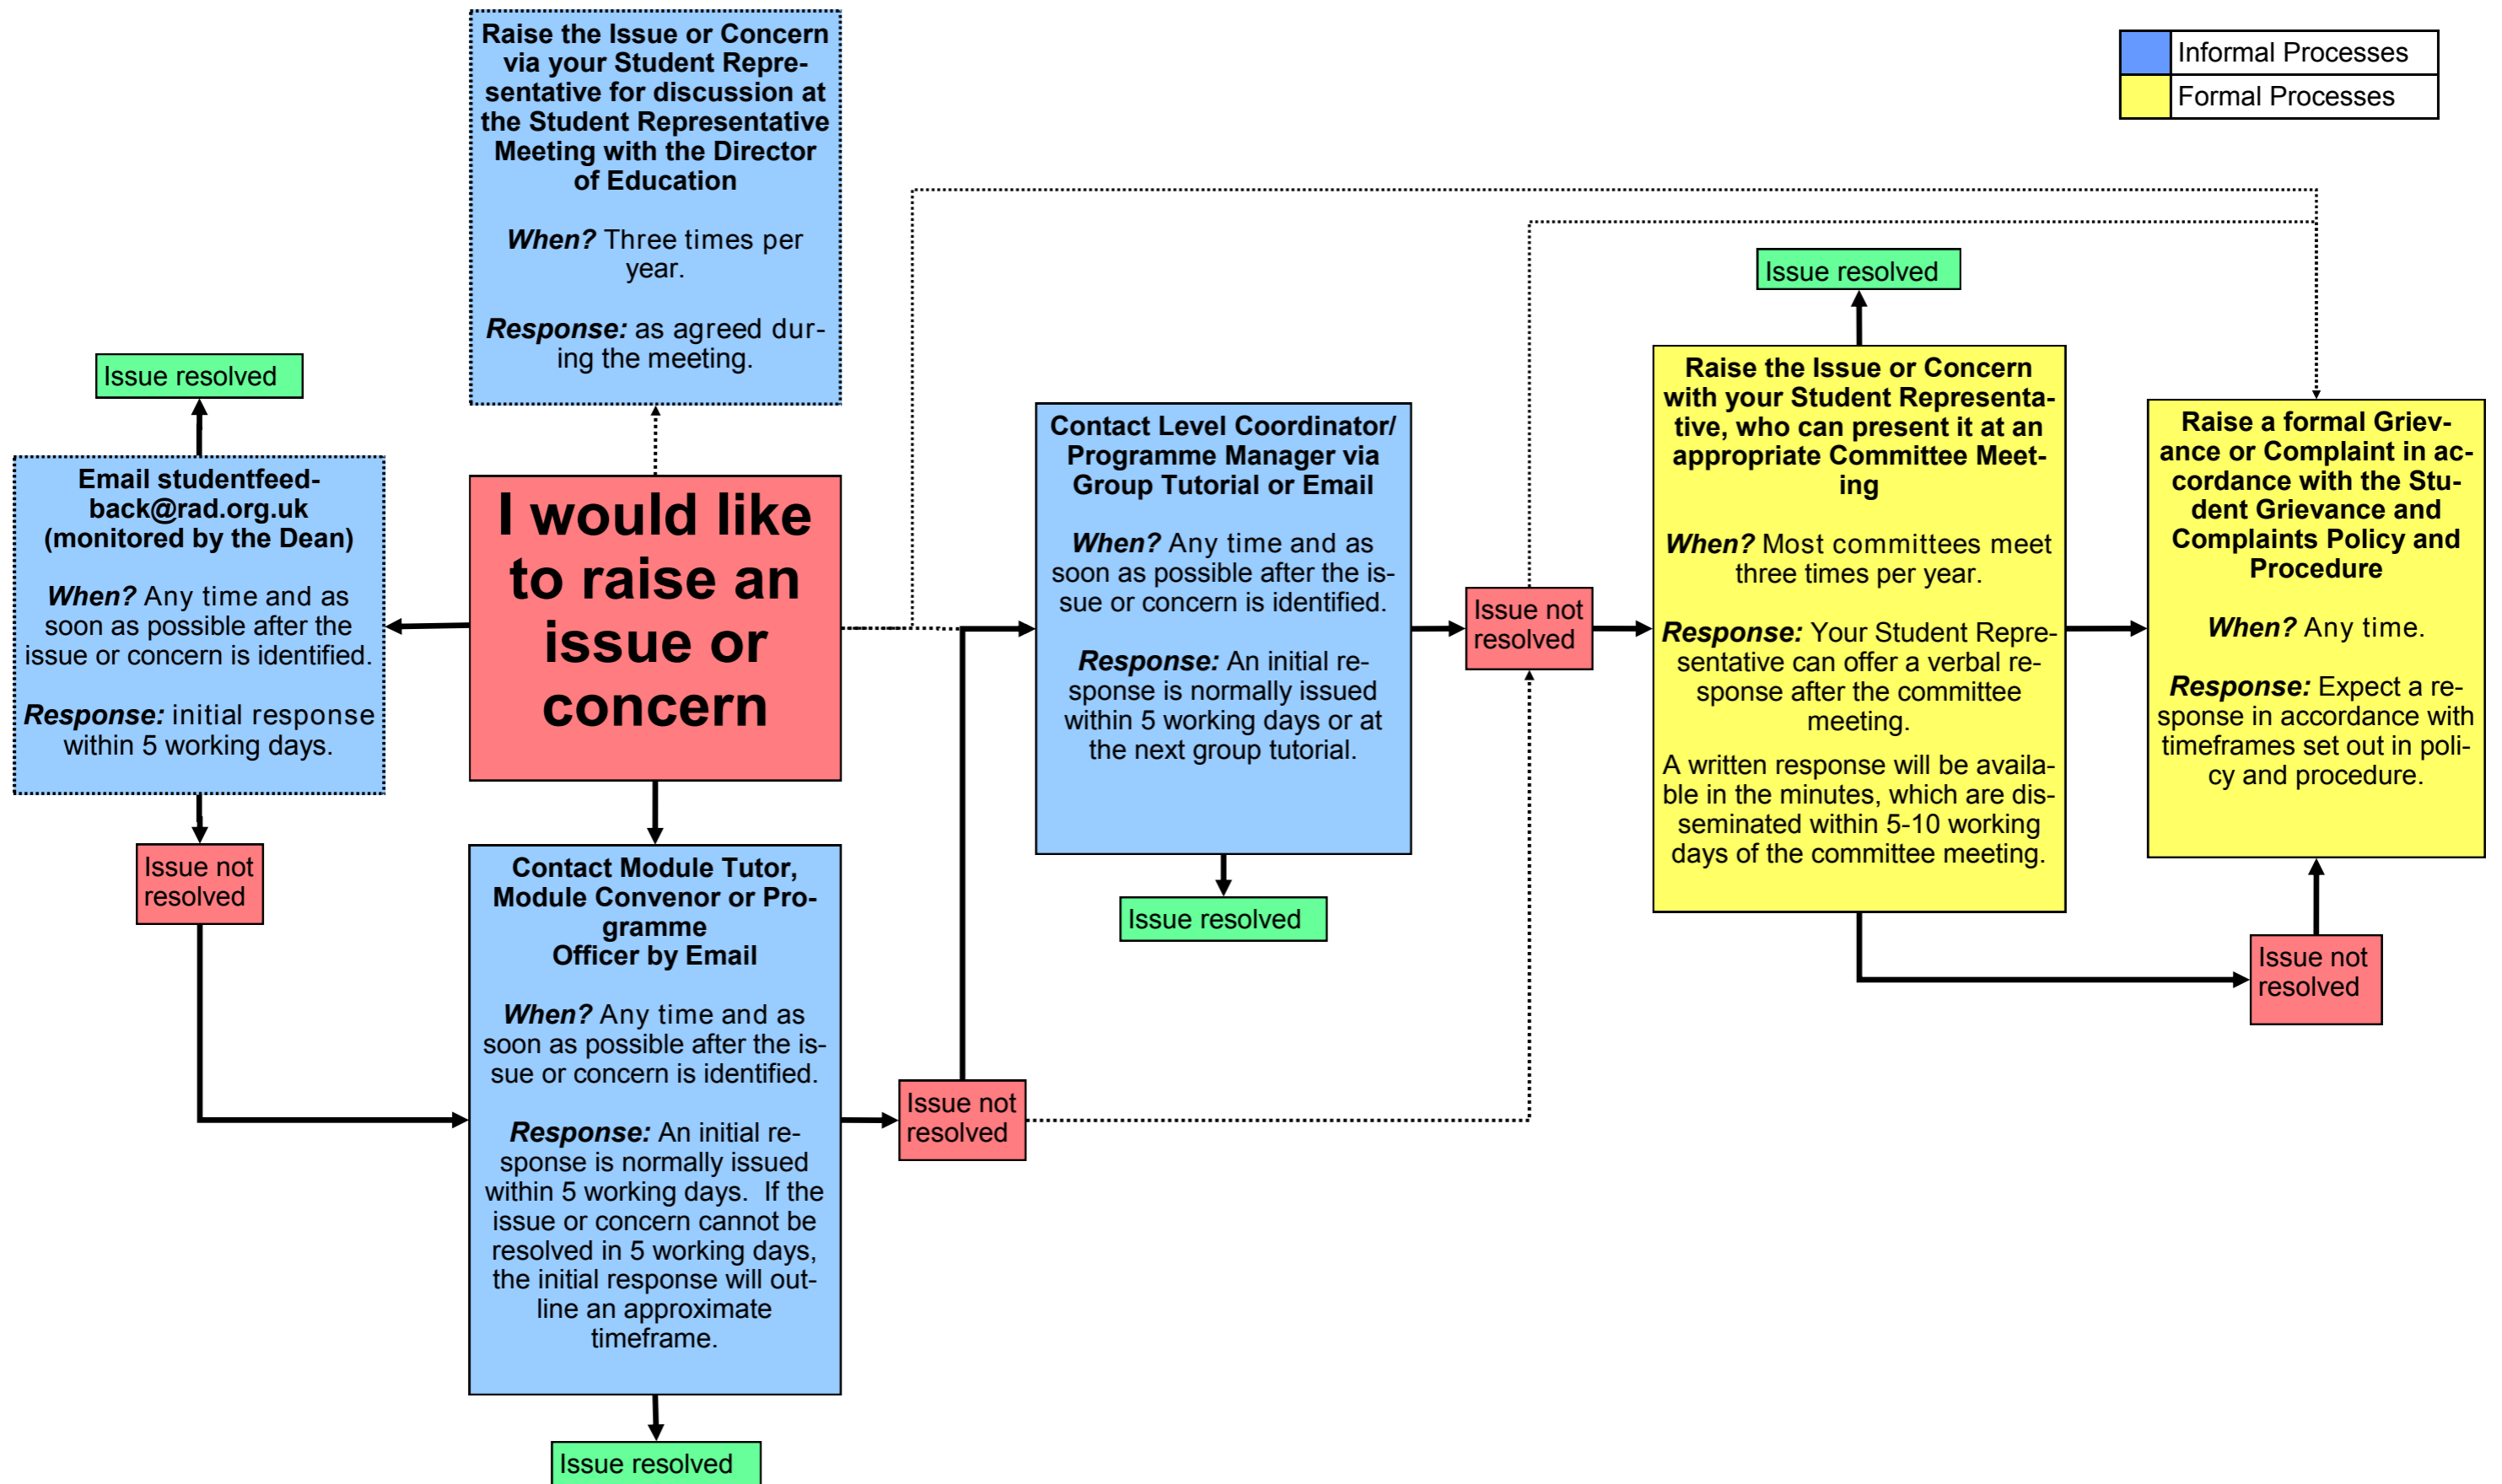 Raise the Issue or Concern
via your Student Repre-
sentative for discussion at
the Student Representative
Meeting with the Director
of Education
When? Three times per
year.
Response: as agreed dur-
ing the meeting.
Informal Processes
Formal Processes
Issue resolved
Email studentfeed-
back@rad.org.uk
(monitored by the Dean)
When? Any time and as
soon as possible after the
issue or concern is identified.
Response: initial response
within 5 working days.
Issue not
resolved
I would like
to raise an
issue or
concern
Contact Module Tutor,
Module Convenor or Pro-
gramme
Officer by Email
When? Any time and as
soon as possible after the is-
sue or concern is identified.
Response: An initial re-
sponse is normally issued
within 5 working days.  If the
issue or concern cannot be
resolved in 5 working days,
the initial response will out-
line an approximate
timeframe.
Issue resolved
Issue not
resolved
Contact Level Coordinator/
Programme Manager via
Group Tutorial or Email
When? Any time and as
soon as possible after the is-
sue or concern is identified.
Response: An initial re-
sponse is normally issued
within 5 working days or at
the next group tutorial.
Issue resolved
Issue not
resolved
Issue resolved
Raise the Issue or Concern
with your Student Representa-
tive, who can present it at an
appropriate Committee Meet-
ing
When? Most committees meet
three times per year.
Response: Your Student Repre-
sentative can offer a verbal re-
sponse after the committee
meeting.
A written response will be availa-
ble in the minutes, which are dis-
seminated within 5-10 working
days of the committee meeting.
Raise a formal Griev-
ance or Complaint in ac-
cordance with the Stu-
dent Grievance and
Complaints Policy and
Procedure
When? Any time.
Response: Expect a re-
sponse in accordance with
timeframes set out in poli-
cy and procedure.
Issue not
resolved